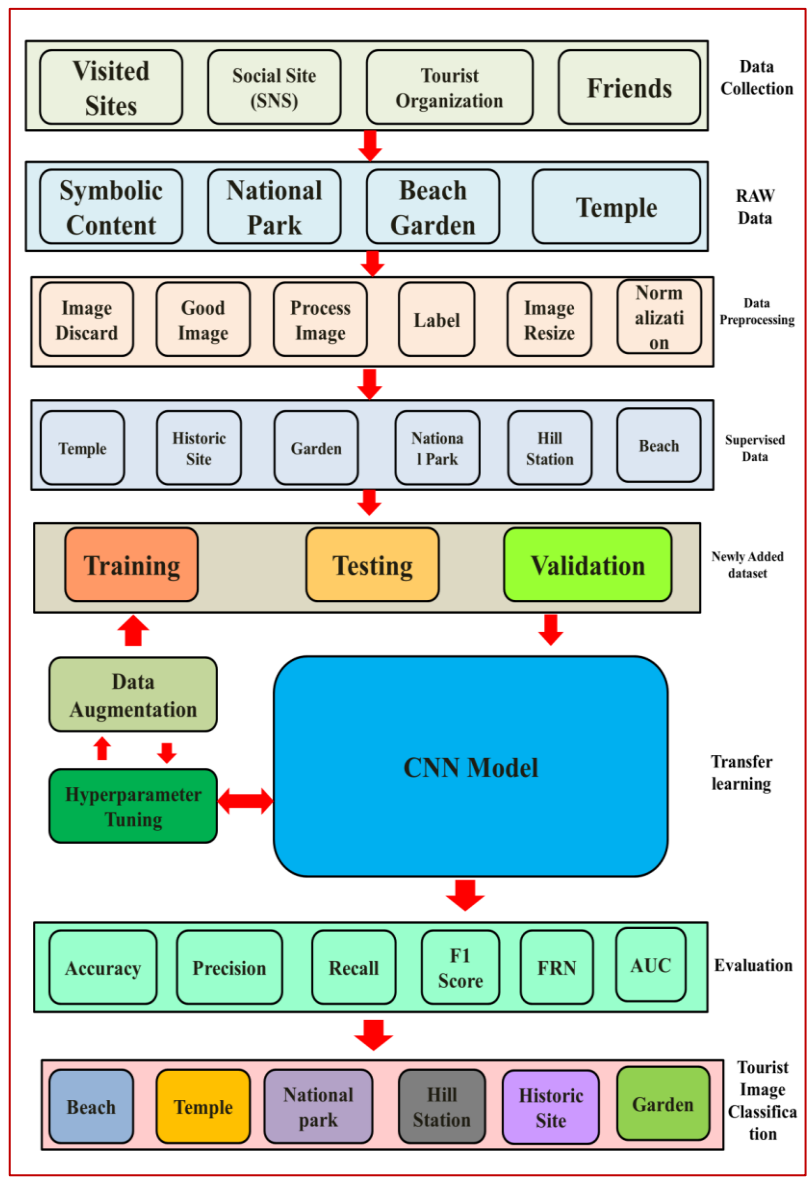 Visited
Sites
Social Site
(SNS)
Tourist
Organization
Friends
Data
Collection
Symbolic
Content
National
Park
Beach
Garden
Temple
RAW
Data
Image
Discard
Good
Image
Process
Image
Label
Image
Resize
Norm
alizati
on
Data
Preprocessing
Temple
Historic
Site
Garden
Nationa
l Park
Hill
Station
Beach
Supervised
Data
Training
Testing
Validation
Newly Added
dataset
Data
Augmentation
Hyperparameter
Tuning
CNN Model
Transfer
learning
Accuracy
Precision
Recall
F1
Score
FRN
AUC
Evaluation
Beach
Temple
National
park
Hill
Station
Historic
Site
Garden
Tourist
Image
Classifica
tion